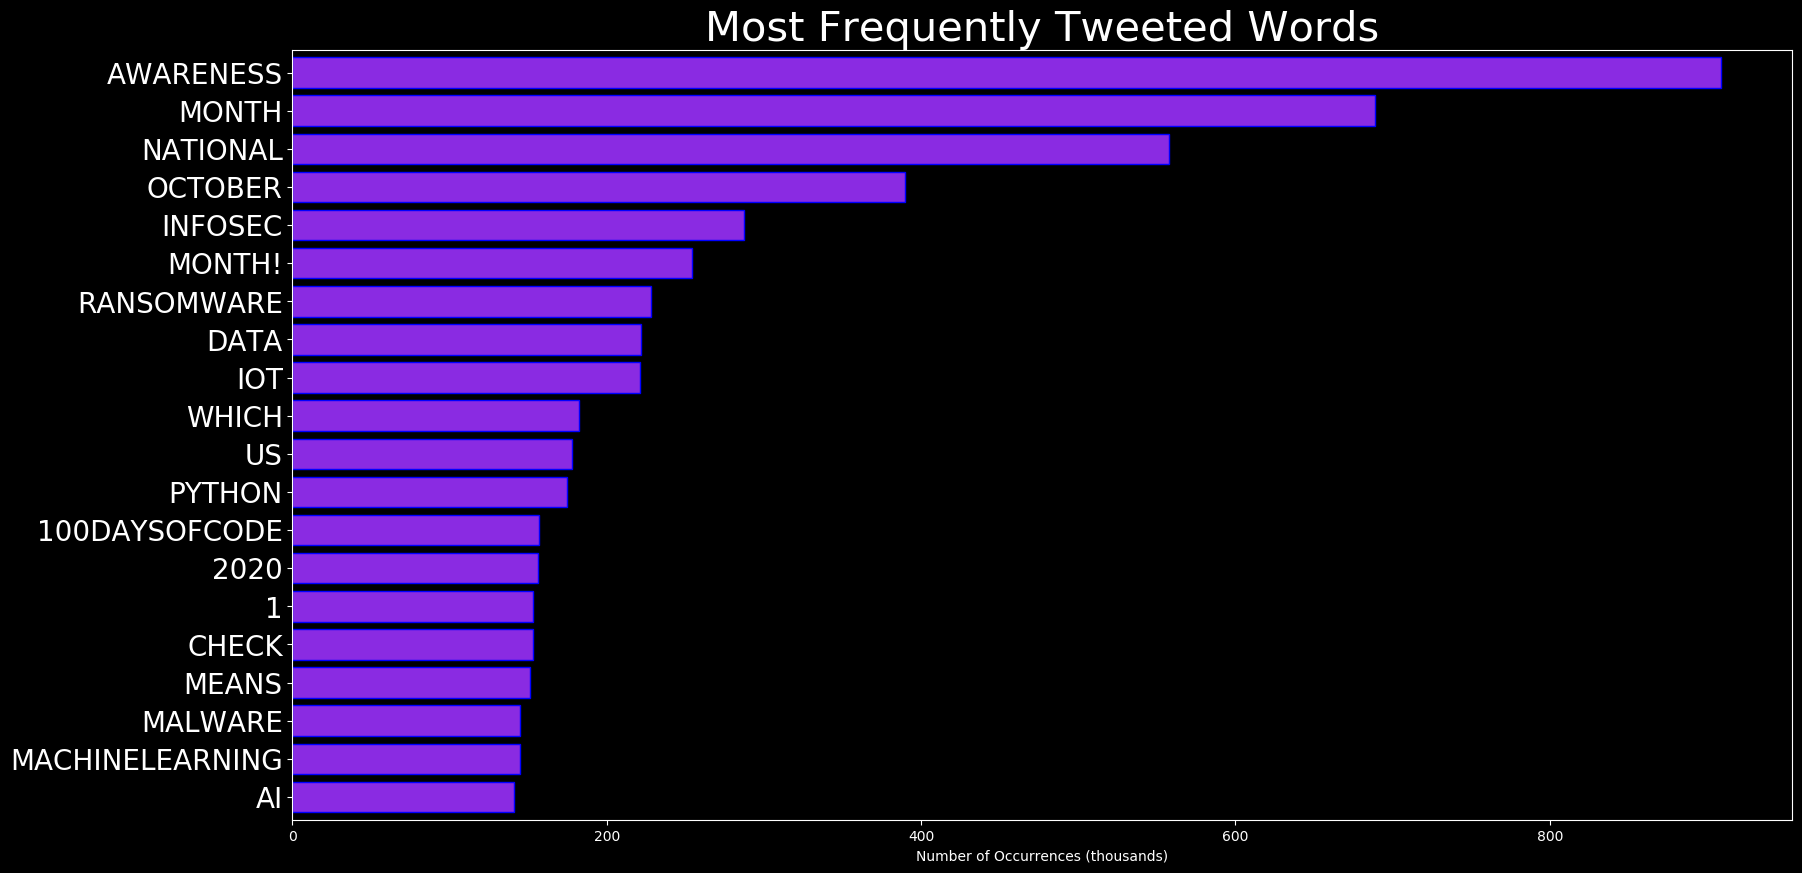 Most Frequently Tweeted Words
AWARENESS
MONTH
NATIONAL
OCTOBER
INFOSEC
MONTH!
RANSOMWARE
DATA
IOT
WHICH
US
PYTHON
100DAYSOFCODE
2020
1
CHECK
MEANS
MALWARE
MACHINELEARNING
AI
0 200 400 600 800
Number of Occurrences (thousands)